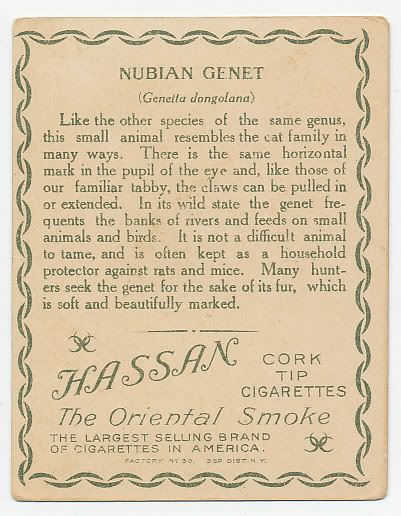 NUBIAN GENET
(Genetta dongolana)
Like the other species of the same genus,
this small animal resembles the cat family in
many ways. There is the same horizontal
mark in the pupil of the eye and, like those of
our familiar tabby, the claws can be pulled in
or extended. In its wild state the genet fre-
quents the banks of rivers and feeds on small
animals and birds. It is not a difficult animal
to tame, and is often kept as a household
protector against rats and mice. Many hunt-
ers seek the genet for the sake of its fur, which
is soft and beautifully marked.
HASSAN
CORK
TIP
CIGARETTES
The Oriental Smoke
THE LARGEST SELLING BRAND
OF CIGARETTES IN AMERICA.
FACTORY Nº 30. 2ND DIST. N.Y.